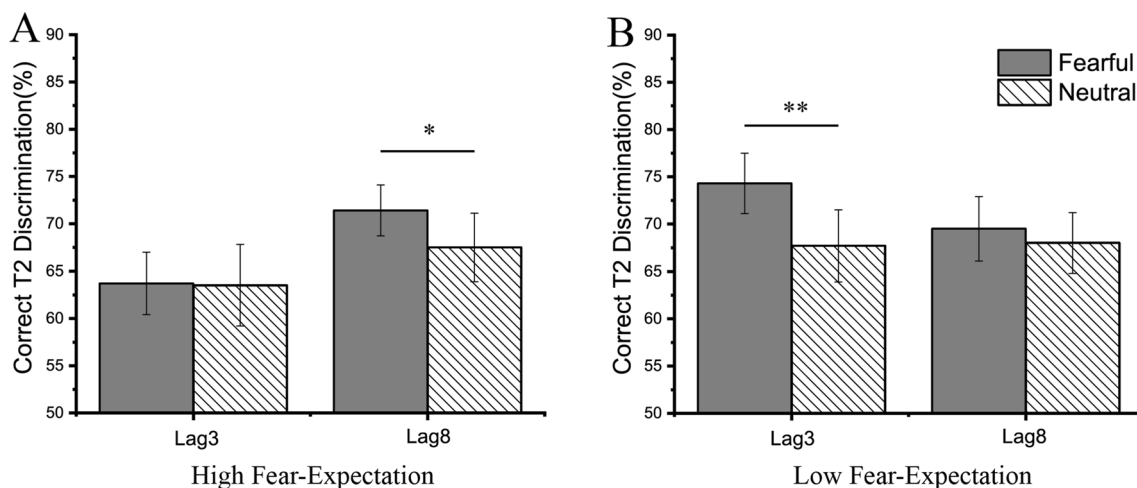 A
Correct T2 Discrimination(%)
90
85
80
75
70
65
60
55
50
*
Lag3
Lag8
High Fear-Expectation
B
Correct T2 Discrimination(%)
90
85
80
75
70
65
60
55
50
**
Fearful
Neutral
Lag3
Lag8
Low Fear-Expectation